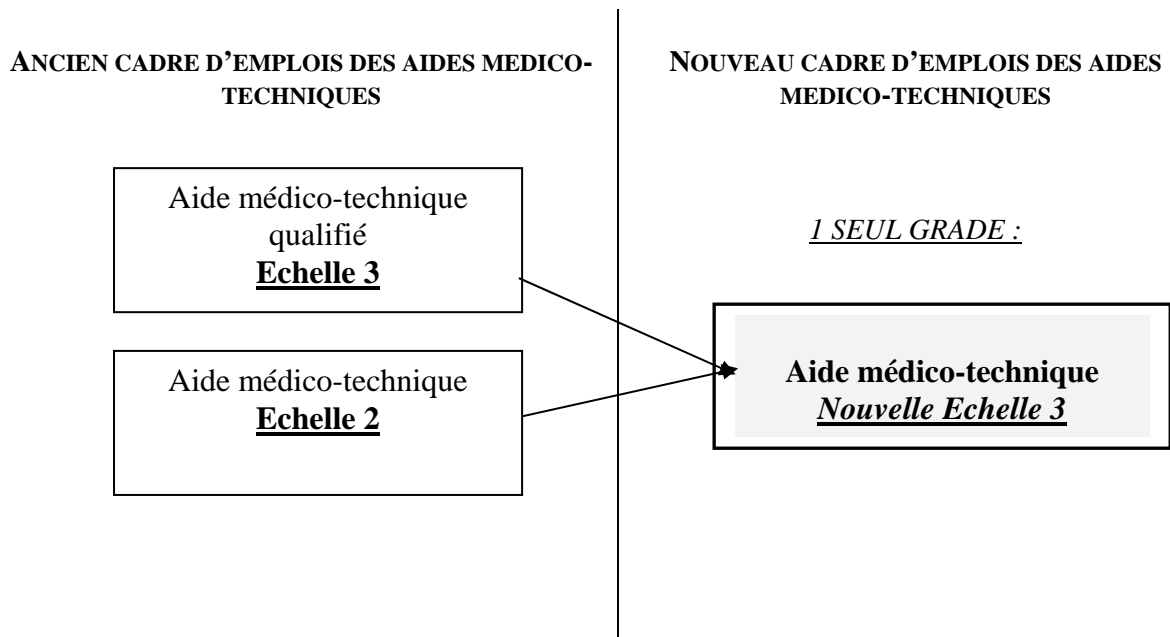 ANCIEN CADRE D’EMPLOIS DES AIDES MEDICO-
TECHNIQUES
Aide médico-technique
qualifié
Echelle 3
Aide médico-technique
Echelle 2
NOUVEAU CADRE D’EMPLOIS DES AIDES
MEDICO-TECHNIQUES
1 SEUL GRADE :
Aide médico-technique
Nouvelle Echelle 3